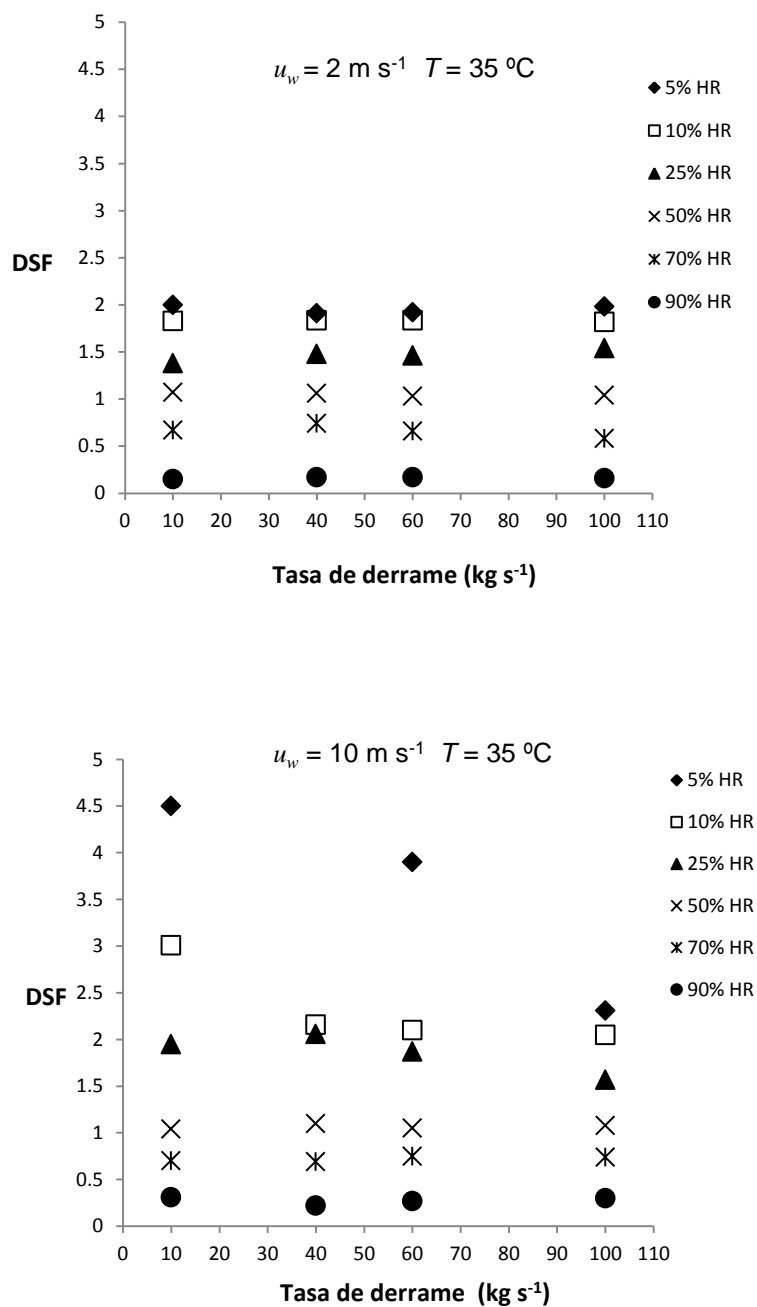 5
u_w = 2 m s⁻¹ T = 35 ºC
4.5
4
5% HR
3.5
10% HR
3
25% HR
2.5
50% HR
DSF
2
70% HR
1.5
90% HR
1
0.5
0
0 10 20 30 40 50 60 70 80 90 100 110
Tasa de derrame (kg s⁻¹)
5
u_w = 10 m s⁻¹ T = 35 ºC
4.5
5% HR
4
10% HR
3.5
25% HR
3
50% HR
2.5
DSF
70% HR
2
90% HR
1.5
1
0.5
0
0 10 20 30 40 50 60 70 80 90 100 110
Tasa de derrame (kg s⁻¹)